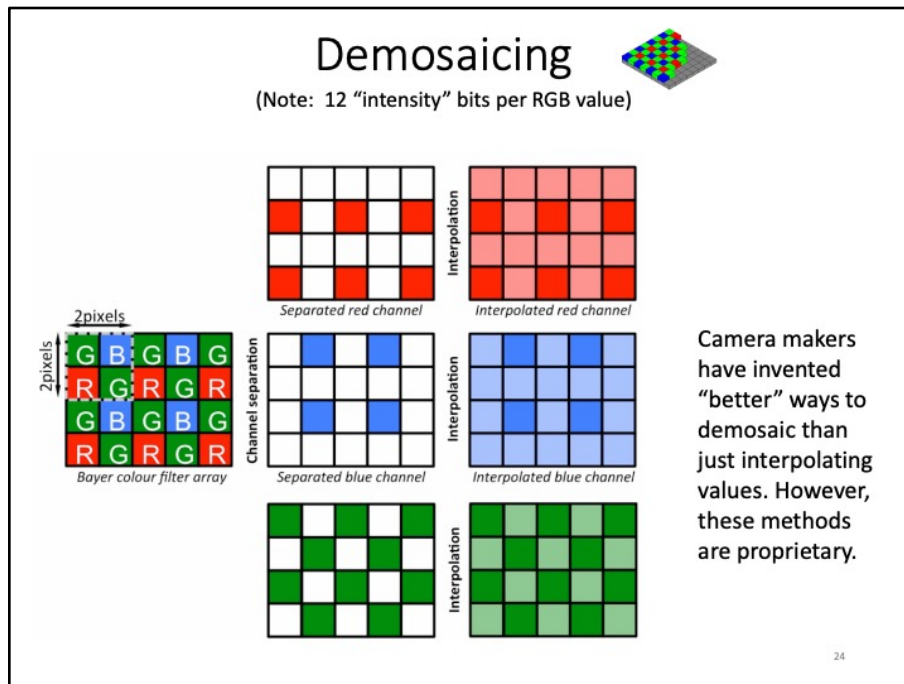 Demosaicing
(Note:  12 “intensity” bits per RGB value)
Interpolation
Separated red channel
Interpolated red channel
2pixels
2pixels
G B G B G
R G R G R
G B G B G
R G R G R
Bayer colour filter array
Channel separation
Interpolation
Separated blue channel
Interpolated blue channel
Interpolation
Camera makers
have invented
“better” ways to
demosaic than
just interpolating
values. However,
these methods
are proprietary.
24